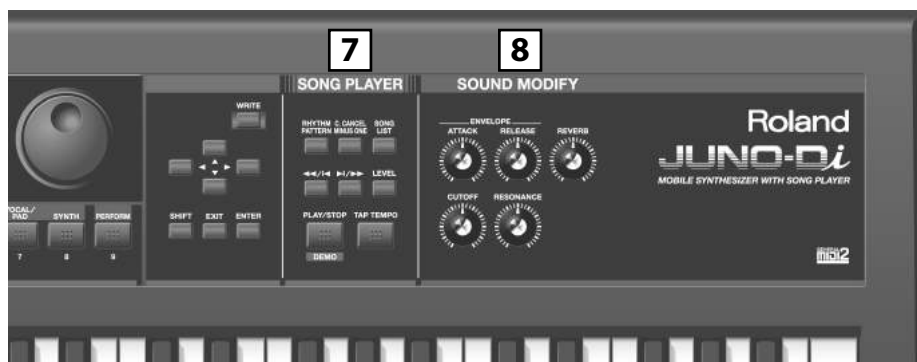 7 8
SONG PLAYER SOUND MODIFY
WRITE
RHYTHM PATTERN
C. CANCEL MINUS ONE
SONG LIST
LEVEL
PLAY/STOP TAP TEMPO
DEMO
ENVELOPE
ATTACK RELEASE REVERB
CUTOFF RESONANCE
Roland
JUNO-Di
MOBILE SYNTHESIZER WITH SONG PLAYER
GENERAL
MIDI2
VOCAL/
PAD SYNTH PERFORM
7 8 9
SHIFT EXIT ENTER